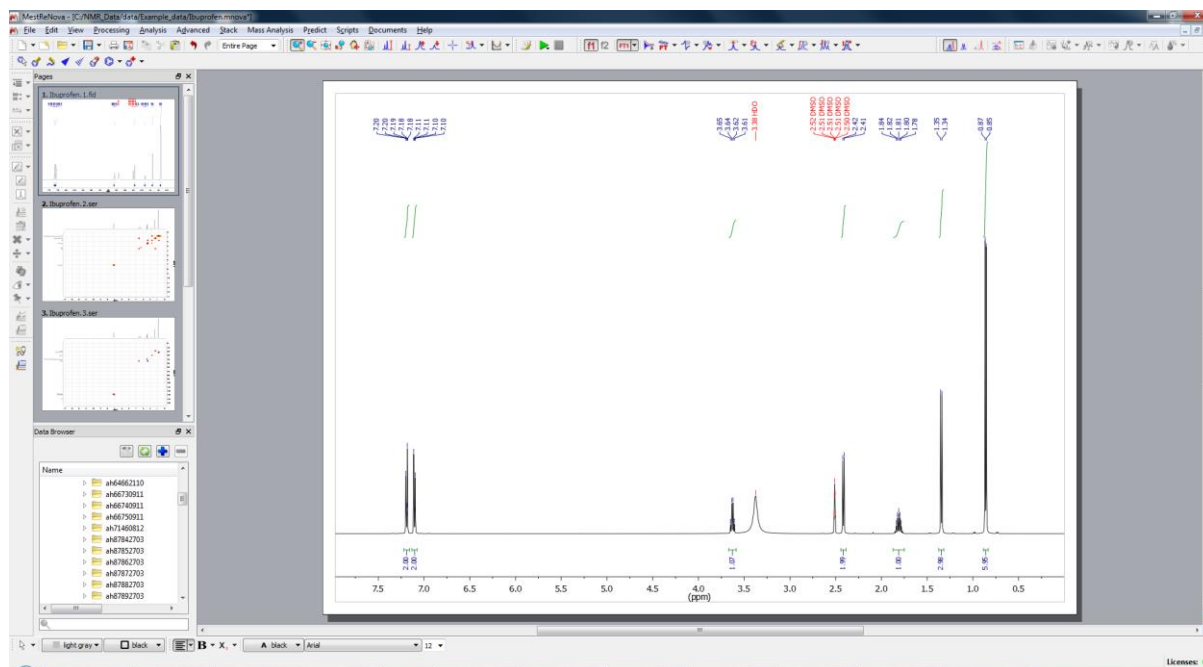 MestReNova - [C:/NMR_Data/data/Example_data/Ibuprofen.mnova*]
File Edit View Processing Analysis Advanced Stack Mass Analysis Predict Scripts Documents Help
Entire Page
Pages
1. Ibuprofen.1.fid
2. Ibuprofen.2.ser
3. Ibuprofen.3.ser
Data Browser
Name
ah64662110
ah66730911
ah66740911
ah66750911
ah71460812
ah87842703
ah87852703
ah87862703
ah87872703
ah87882703
ah87892703
7.20
7.20
7.19
7.18
7.18
7.11
7.11
7.10
7.10
3.65
3.64
3.62
3.61
3.38 HDO
2.52 DMSO
2.51 DMSO
2.51 DMSO
2.51 DMSO
2.50 DMSO
2.42
2.41
1.84
1.82
1.81
1.80
1.78
1.35
1.34
0.87
0.85
2.00
2.00
1.07
1.99
1.00
2.98
5.95
7.5 7.0 6.5 6.0 5.5 5.0 4.5 4.0 3.5 3.0 2.5 2.0 1.5 1.0 0.5
(ppm)
light gray black B X A black Arial 12
Licenses: